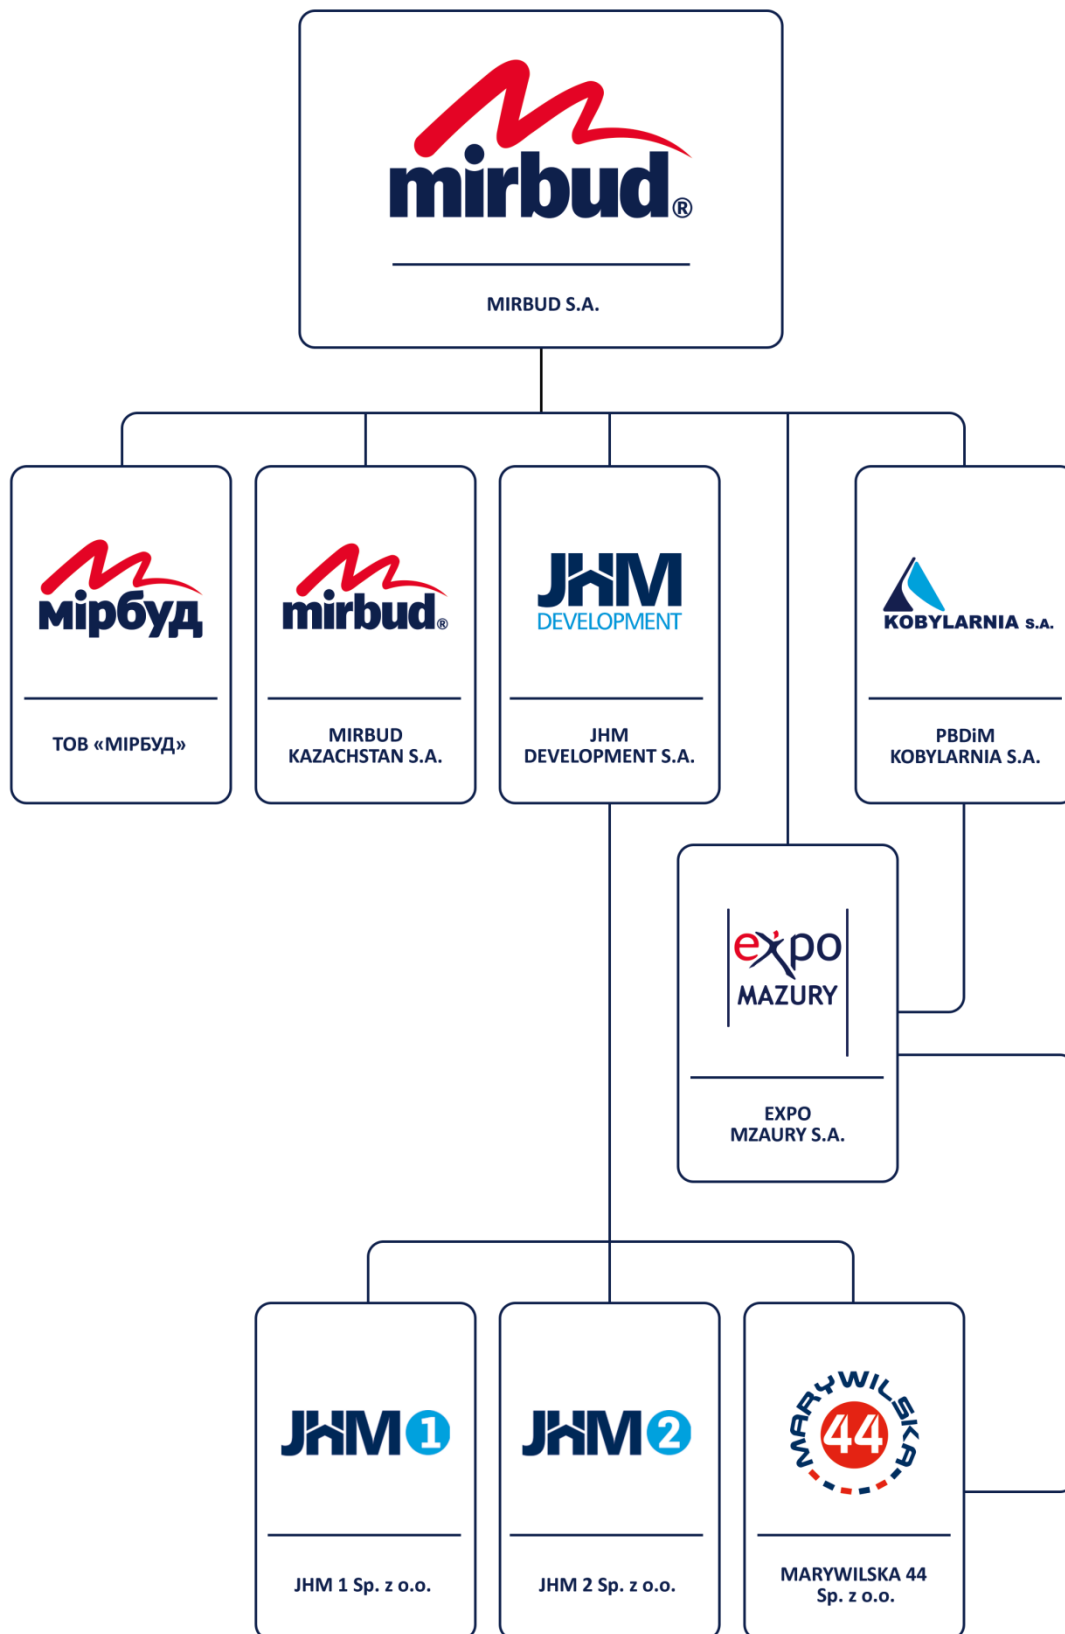 mirbud®
MIRBUD S.A.
мірбуд
ТОВ «МІРБУД»
mirbud®
MIRBUD
KAZACHSTAN S.A.
JHM
DEVELOPMENT
JHM
DEVELOPMENT S.A.
KOBYLARNIA S.A.
PBDiM
KOBYLARNIA S.A.
expo
MAZURY
EXPO
MZAURY S.A.
JHM 1
JHM 1 Sp. z o.o.
JHM 2
JHM 2 Sp. z o.o.
MARYWILSKA
44
MARYWILSKA 44
Sp. z o.o.